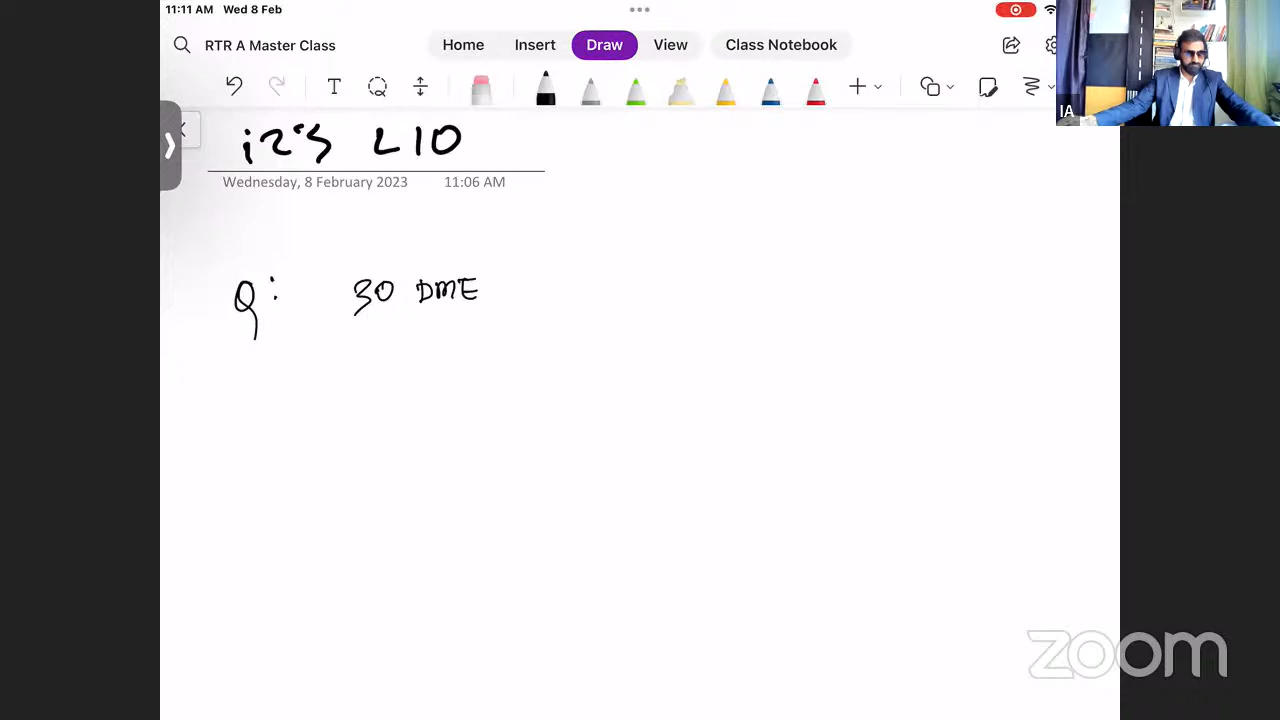 11:11 AM Wed 8 Feb
RTR A Master Class
Home Insert Draw View Class Notebook
T
IA
L10
Wednesday, 8 February 2023 11:06 AM
Q: 30 DME
zoom